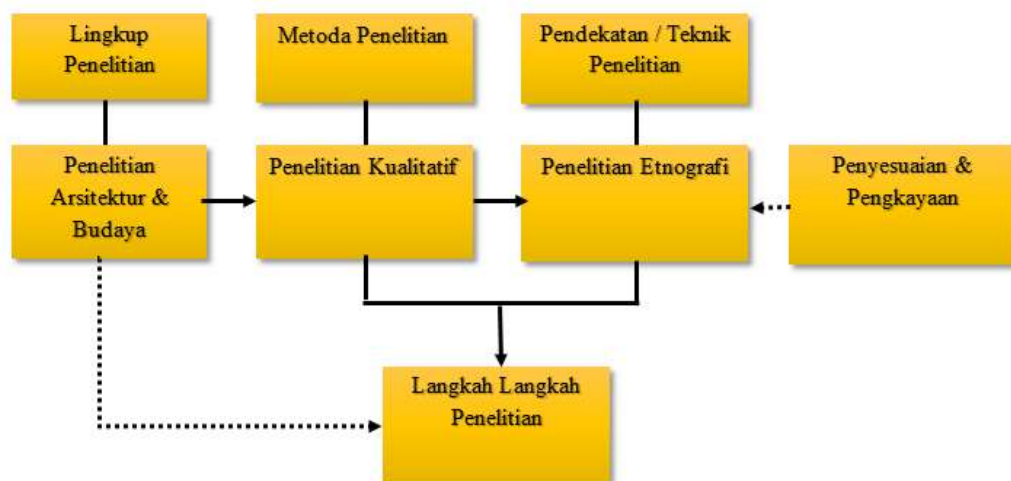 Lingkup
Penelitian
Metoda Penelitian
Pendekatan / Teknik
Penelitian
Penelitian
Arsitektur &
Budaya
Penelitian Kualitatif
Penelitian Etnografi
Penyesuaian &
Pengkayaan
Langkah Langkah
Penelitian